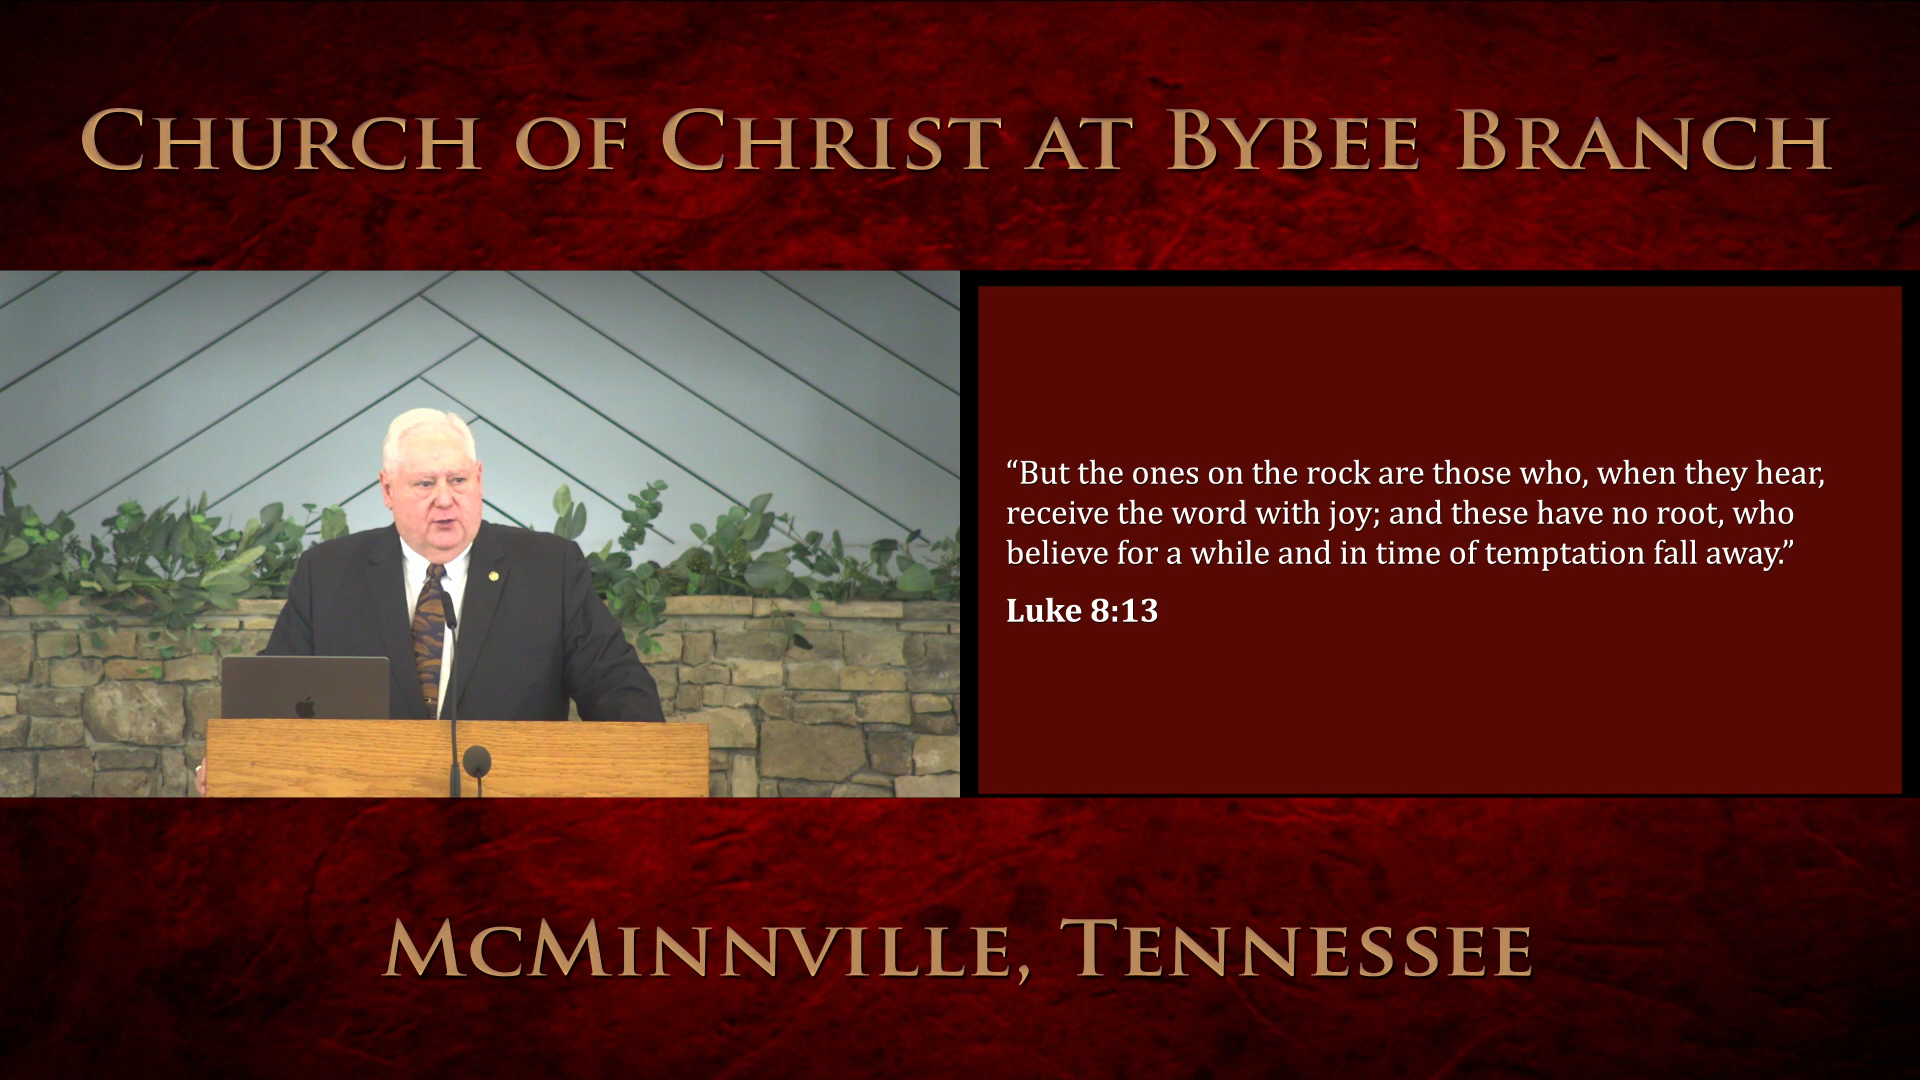 Church of Christ at Bybee Branch
“But the ones on the rock are those who, when they hear,
receive the word with joy; and these have no root, who
believe for a while and in time of temptation fall away.”
Luke 8:13
McMinnville, Tennessee